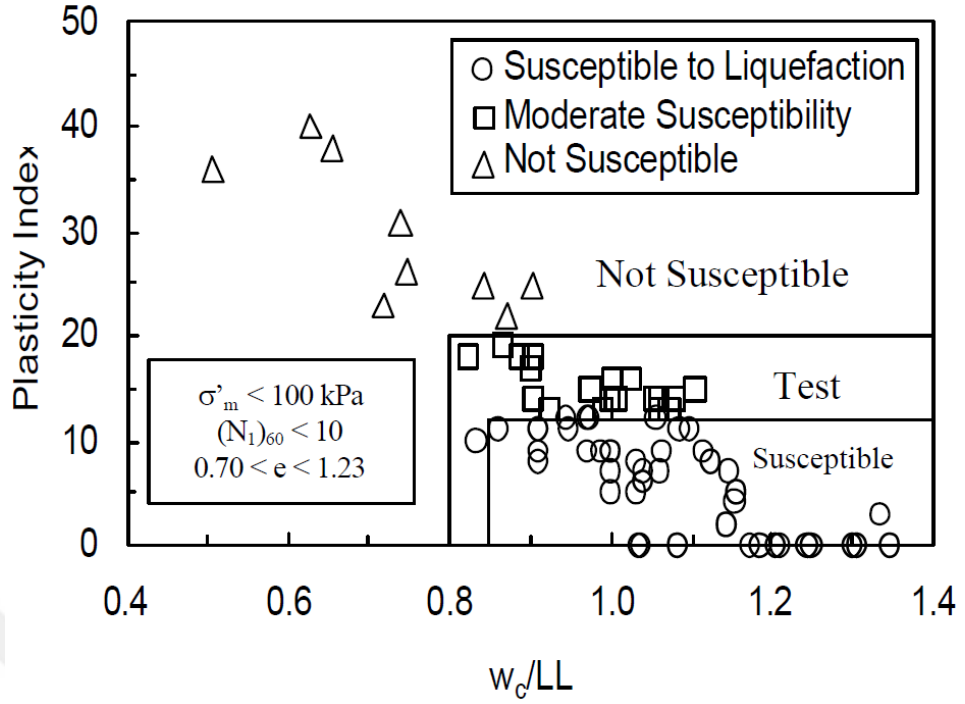 50
40
30
20
10
0
Plasticity Index
Susceptible to Liquefaction
Moderate Susceptibility
Not Susceptible
Not Susceptible
Test
Susceptible
σ’m < 100 kPa
(N1)60 < 10
0.70 < e < 1.23
0.4 0.6 0.8 1.0 1.2 1.4
wc/LL